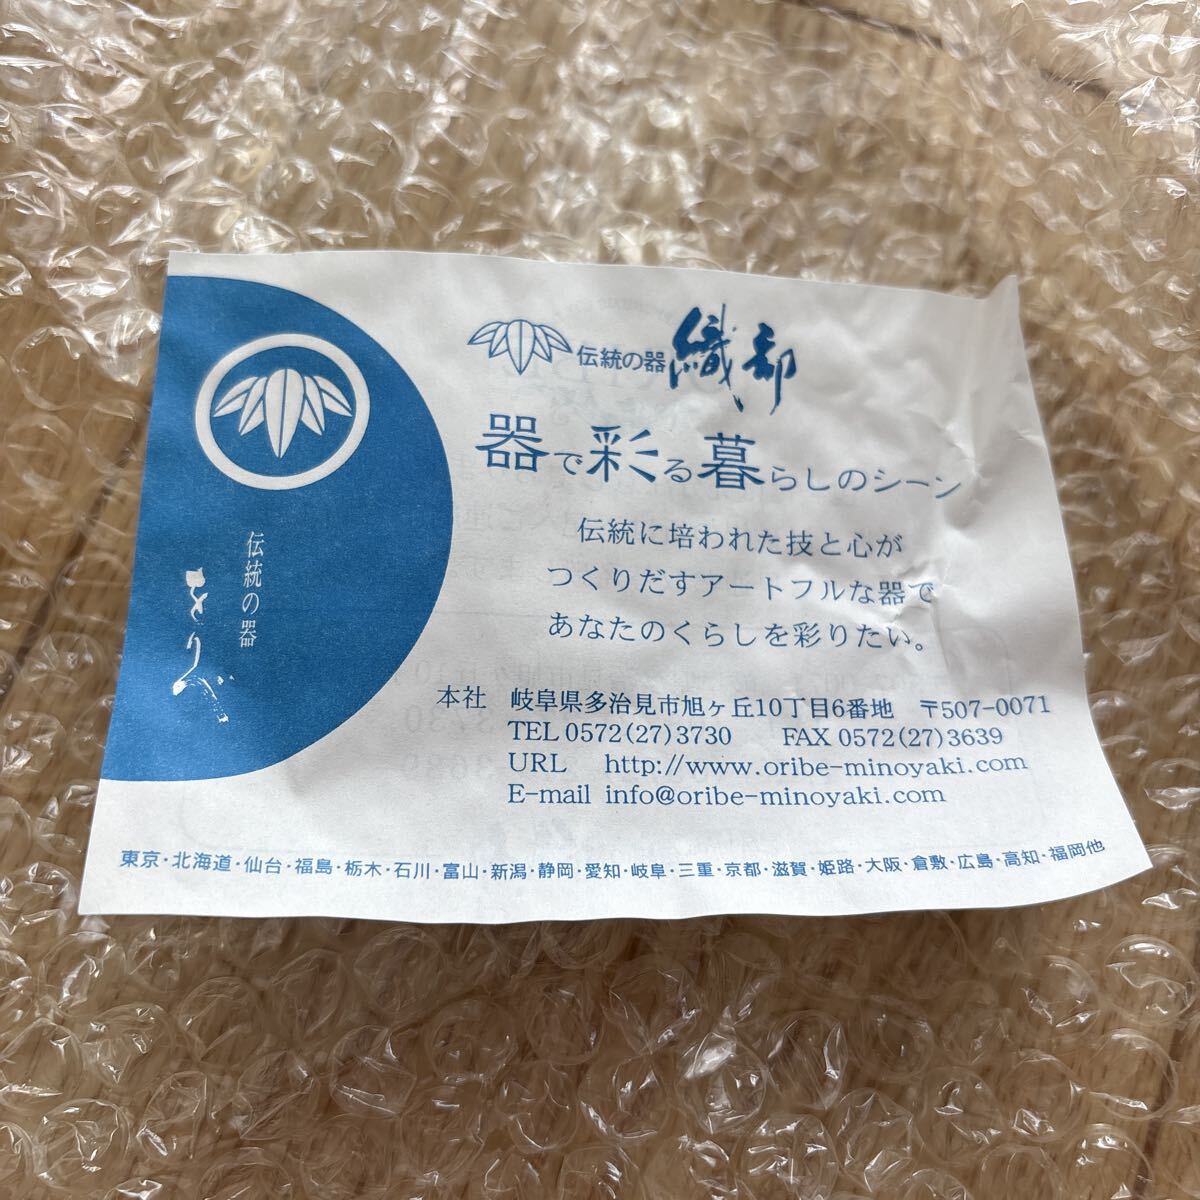 伝統の器 織部
器で彩る暮らしのシーン
伝統に培われた技と心が
つくりだすアートフルな器で
あなたのくらしを彩りたい。
伝統の器
をりべ
本社 岐阜県多治見市旭ヶ丘10丁目6番地 〒507-0071
TEL 0572(27)3730 FAX 0572(27)3639
URL http://www.oribe-minoyaki.com
E-mail info@oribe-minoyaki.com
東京・北海道・仙台・福島・栃木・石川・富山・新潟・静岡・愛知・岐阜・三重・京都・滋賀・姫路・大阪・倉敷・広島・高知・福岡他